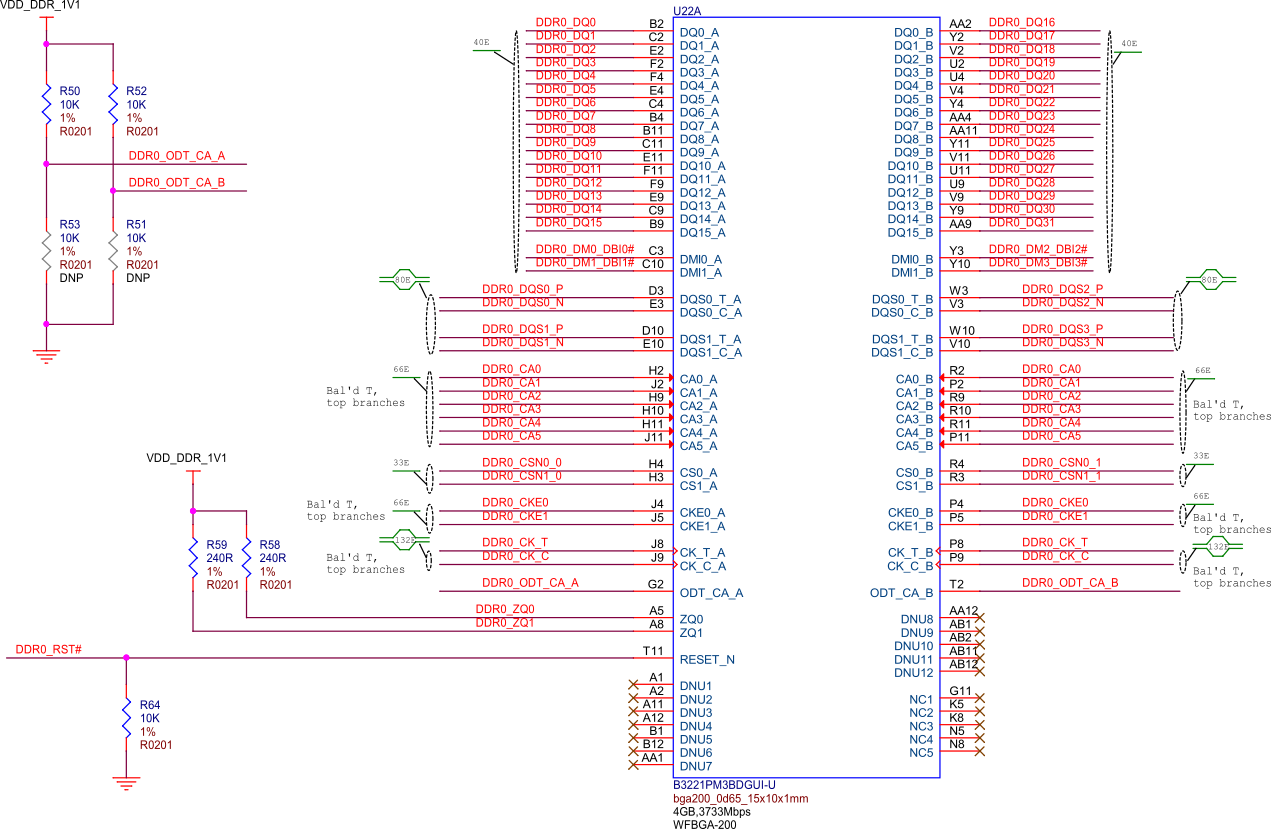 VDD_DDR_1V1
R50
10K
1%
R0201
R52
10K
1%
R0201
DDR0_ODT_CA_A
DDR0_ODT_CA_B
R53
10K
1%
R0201
DNP
R51
10K
1%
R0201
DNP
VDD_DDR_1V1
R59
240R
1%
R0201
R58
240R
1%
R0201
DDR0_RST#
R64
10K
1%
R0201
U22A
40E
DDR0_DQ0 B2 DQ0_A
DDR0_DQ1 C2 DQ1_A
DDR0_DQ2 E2 DQ2_A
DDR0_DQ3 F2 DQ3_A
DDR0_DQ4 F4 DQ4_A
DDR0_DQ5 E4 DQ5_A
DDR0_DQ6 C4 DQ6_A
DDR0_DQ7 B4 DQ7_A
DDR0_DQ8 B11 DQ8_A
DDR0_DQ9 C11 DQ9_A
DDR0_DQ10 E11 DQ10_A
DDR0_DQ11 F11 DQ11_A
DDR0_DQ12 F9 DQ12_A
DDR0_DQ13 E9 DQ13_A
DDR0_DQ14 C9 DQ14_A
DDR0_DQ15 B9 DQ15_A
DDR0_DM0_DBI0# C3 DMI0_A
DDR0_DM1_DBI1# C10 DMI1_A
80E
DDR0_DQS0_P D3 DQS0_T_A
DDR0_DQS0_N E3 DQS0_C_A
DDR0_DQS1_P D10 DQS1_T_A
DDR0_DQS1_N E10 DQS1_C_A
66E
Bal'd T,
top branches
DDR0_CA0 H2 CA0_A
DDR0_CA1 J2 CA1_A
DDR0_CA2 H9 CA2_A
DDR0_CA3 H10 CA3_A
DDR0_CA4 H11 CA4_A
DDR0_CA5 J11 CA5_A
33E
DDR0_CSN0_0 H4 CS0_A
DDR0_CSN1_0 H3 CS1_A
66E
Bal'd T,
top branches
DDR0_CKE0 J4 CKE0_A
DDR0_CKE1 J5 CKE1_A
132E
Bal'd T,
top branches
DDR0_CK_T J8 CK_T_A
DDR0_CK_C J9 CK_C_A
DDR0_ODT_CA_A G2 ODT_CA_A
DDR0_ZQ0 A5 ZQ0
DDR0_ZQ1 A8 ZQ1
T11 RESET_N
A1 DNU1
A2 DNU2
A11 DNU3
A12 DNU4
B1 DNU5
B12 DNU6
AA1 DNU7
40E
DQ0_B AA2 DDR0_DQ16
DQ1_B Y2 DDR0_DQ17
DQ2_B V2 DDR0_DQ18
DQ3_B U2 DDR0_DQ19
DQ4_B U4 DDR0_DQ20
DQ5_B V4 DDR0_DQ21
DQ6_B Y4 DDR0_DQ22
DQ7_B AA4 DDR0_DQ23
DQ8_B AA11 DDR0_DQ24
DQ9_B Y11 DDR0_DQ25
DQ10_B V11 DDR0_DQ26
DQ11_B U11 DDR0_DQ27
DQ12_B U9 DDR0_DQ28
DQ13_B V9 DDR0_DQ29
DQ14_B Y9 DDR0_DQ30
DQ15_B AA9 DDR0_DQ31
DMI0_B Y3 DDR0_DM2_DBI2#
DMI1_B Y10 DDR0_DM3_DBI3#
80E
DQS0_T_B W3 DDR0_DQS2_P
DQS0_C_B V3 DDR0_DQS2_N
DQS1_T_B W10 DDR0_DQS3_P
DQS1_C_B V10 DDR0_DQS3_N
66E
Bal'd T,
top branches
CA0_B R2 DDR0_CA0
CA1_B P2 DDR0_CA1
CA2_B R9 DDR0_CA2
CA3_B R10 DDR0_CA3
CA4_B R11 DDR0_CA4
CA5_B P11 DDR0_CA5
33E
CS0_B R4 DDR0_CSN0_1
CS1_B R3 DDR0_CSN1_1
66E
Bal'd T,
top branches
CKE0_B P4 DDR0_CKE0
CKE1_B P5 DDR0_CKE1
132E
Bal'd T,
top branches
CK_T_B P8 DDR0_CK_T
CK_C_B P9 DDR0_CK_C
ODT_CA_B T2 DDR0_ODT_CA_B
DNU8 AA12
DNU9 AB1
DNU10 AB2
DNU11 AB11
DNU12 AB12
NC1 G11
NC2 K5
NC3 K8
NC4 N5
NC5 N8
B3221PM3BDGUI-U
bga200_0d65_15x10x1mm
4GB,3733Mbps
WFBGA-200